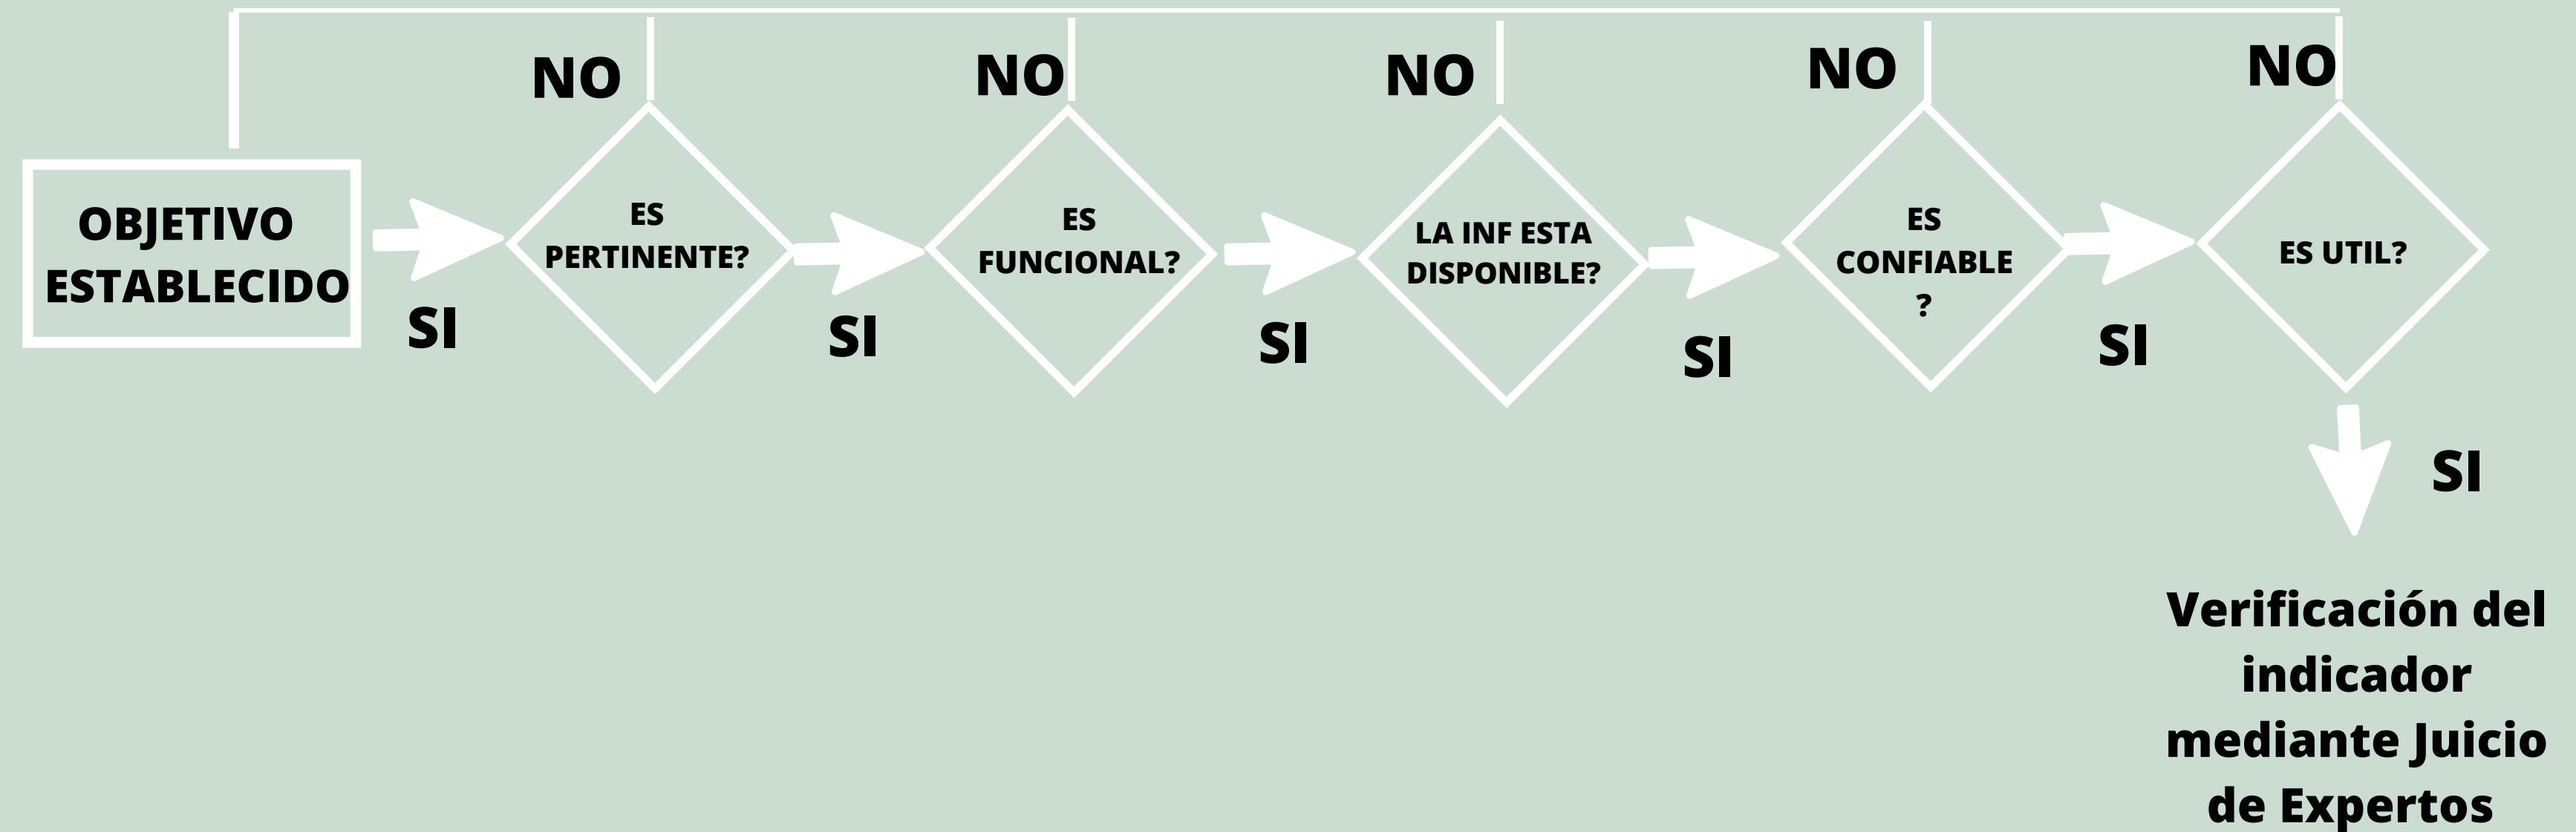 NO
NO
NO
NO
NO
OBJETIVO
ESTABLECIDO
SI
ES
PERTINENTE?
SI
ES
FUNCIONAL?
SI
LA INF ESTA
DISPONIBLE?
SI
ES
CONFIABLE
?
SI
ES UTIL?
SI
Verificación del
indicador
mediante Juicio
de Expertos